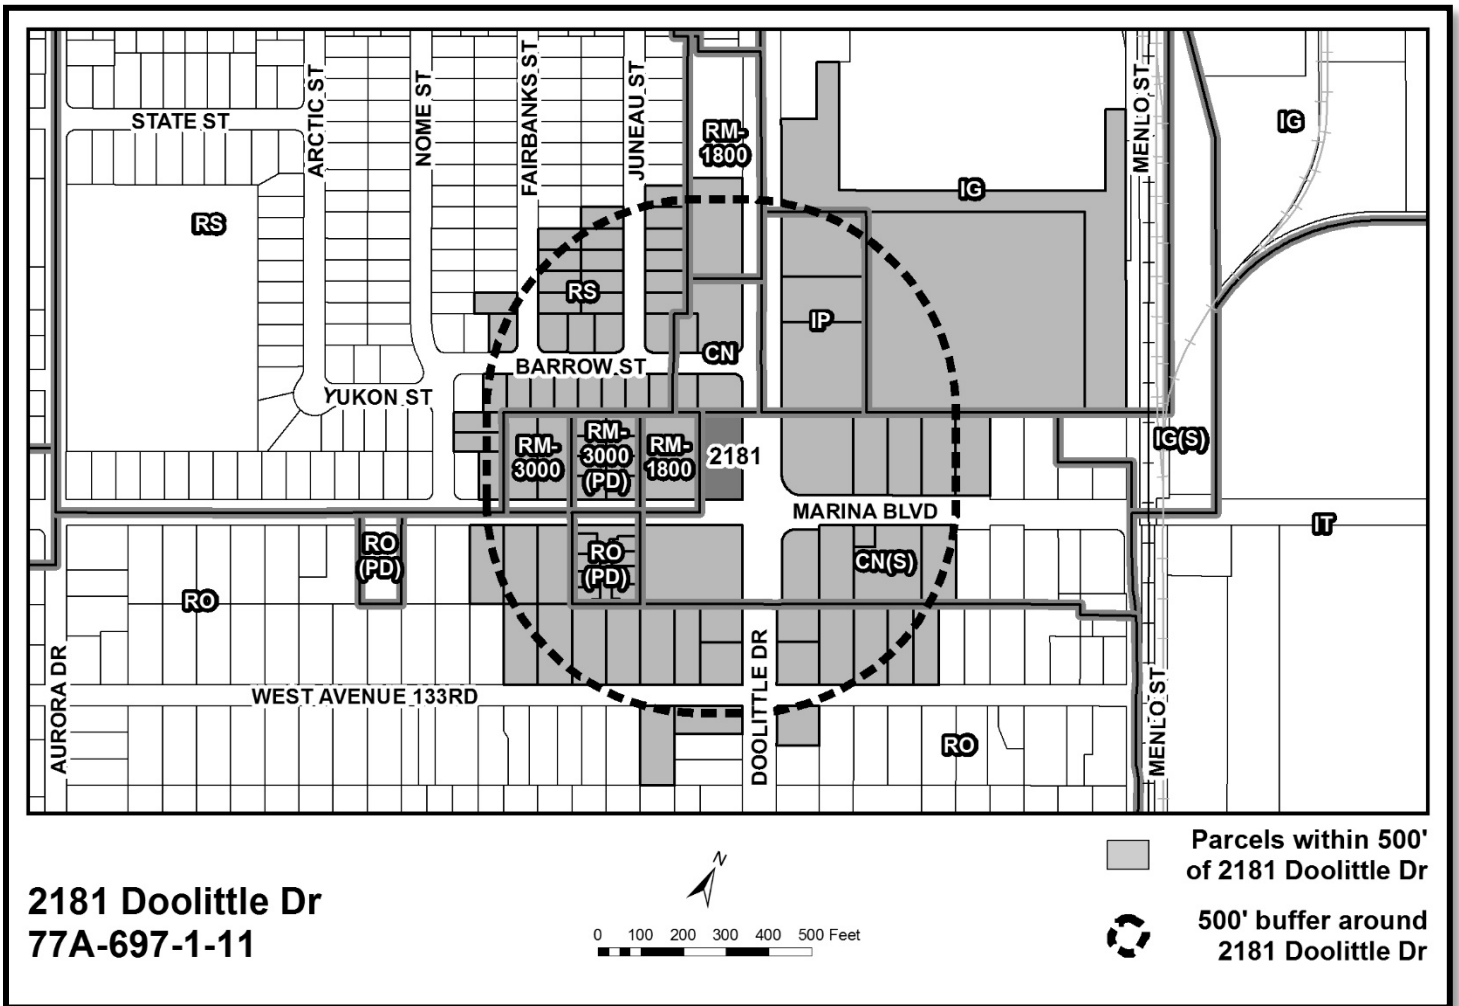 STATE ST
ARCTIC ST
NOME ST
FAIRBANKS ST
JUNEAU ST
RM-
1800
MENLO ST
IG
IG
RS
RS
IP
CN
BARROW ST
YUKON ST
RM-
3000
RM-
3000
(PD)
RM-
1800
2181
IG(S)
MARINA BLVD
IT
RO
(PD)
RO
(PD)
CN(S)
RO
AURORA DR
WEST AVENUE 133RD
DOOLITTLE DR
RO
MENLO ST
2181 Doolittle Dr
77A-697-1-11
N
0 100 200 300 400 500 Feet
Parcels within 500'
of 2181 Doolittle Dr
500' buffer around
2181 Doolittle Dr